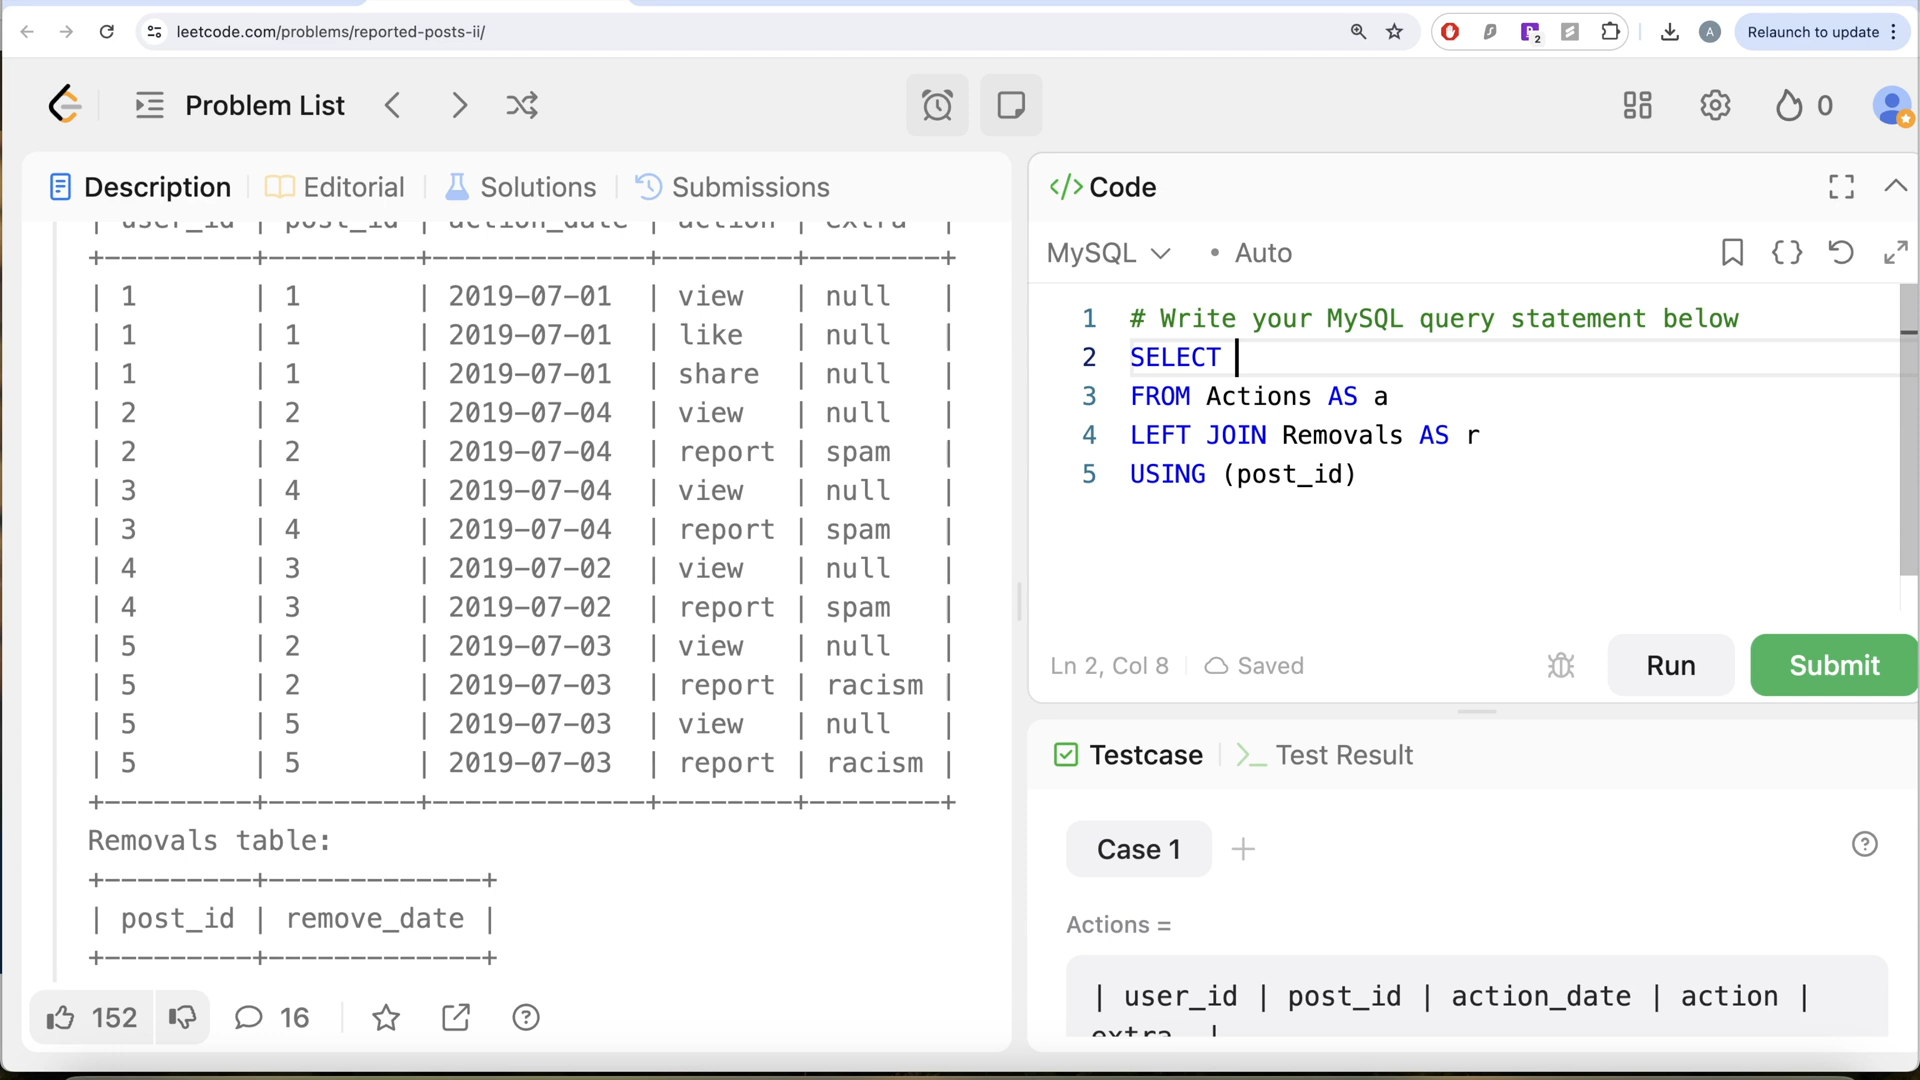 leetcode.com/problems/reported-posts-ii/
2
A
Relaunch to update
Problem List
0
Description
Editorial
Solutions
Submissions
| user_id | post_id | action_date | action | extra |
+---------+---------+-------------+--------+--------+
| 1 | 1 | 2019-07-01 | view | null |
| 1 | 1 | 2019-07-01 | like | null |
| 1 | 1 | 2019-07-01 | share | null |
| 2 | 2 | 2019-07-04 | view | null |
| 2 | 2 | 2019-07-04 | report | spam |
| 3 | 4 | 2019-07-04 | view | null |
| 3 | 4 | 2019-07-04 | report | spam |
| 4 | 3 | 2019-07-02 | view | null |
| 4 | 3 | 2019-07-02 | report | spam |
| 5 | 2 | 2019-07-03 | view | null |
| 5 | 2 | 2019-07-03 | report | racism |
| 5 | 5 | 2019-07-03 | view | null |
| 5 | 5 | 2019-07-03 | report | racism |
+---------+---------+-------------+--------+--------+
Removals table:
+---------+-------------+
| post_id | remove_date |
+---------+-------------+
152
16
</> Code
MySQL
• Auto
1 # Write your MySQL query statement below
2 SELECT
3 FROM Actions AS a
4 LEFT JOIN Removals AS r
5 USING (post_id)
Ln 2, Col 8
Saved
Run
Submit
Testcase
Test Result
Case 1
Actions =
| user_id | post_id | action_date | action |
extra |